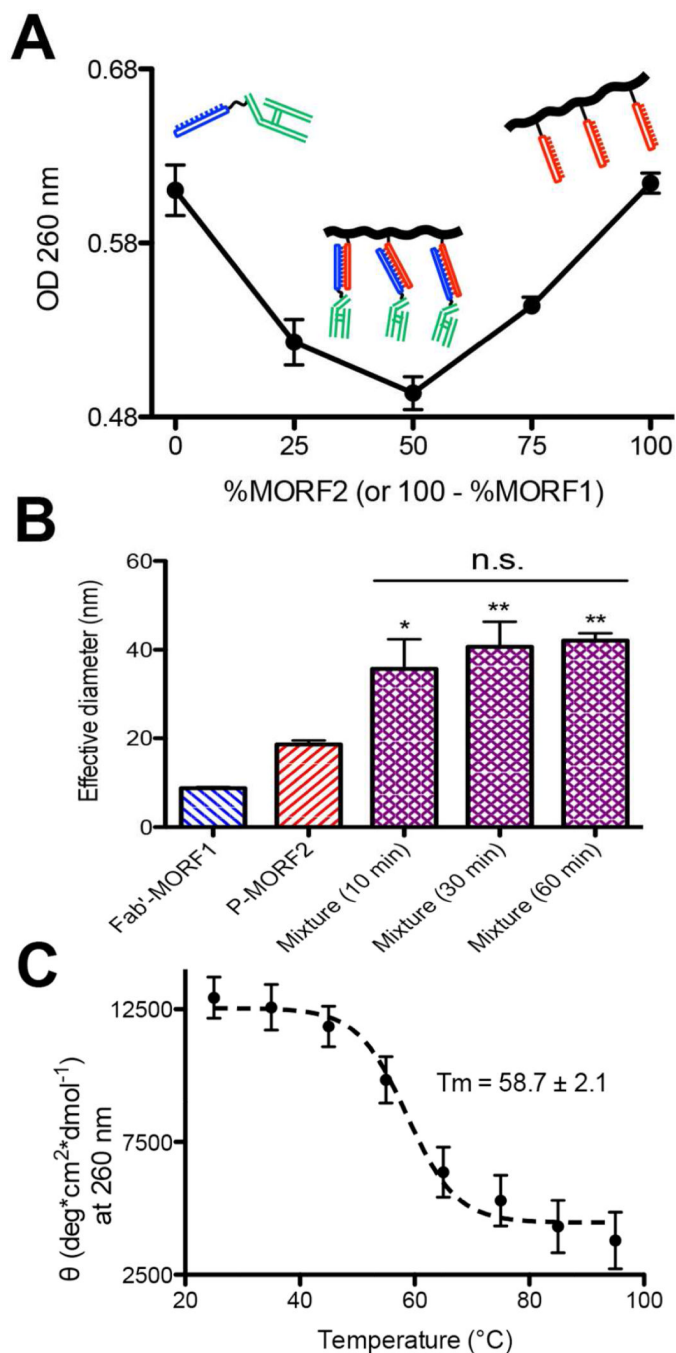 A
0.68
0.58
0.48
OD 260 nm
0 25 50 75 100
%MORF2 (or 100 - %MORF1)
B
60
40
20
0
Effective diameter (nm)
n.s.
* ** **
Fab'-MORF1
P-MORF2
Mixture (10 min)
Mixture (30 min)
Mixture (60 min)
C
12500
7500
2500
θ (deg*cm²*dmol⁻¹)
at 260 nm
Tm = 58.7 ± 2.1
20 40 60 80 100
Temperature (°C)